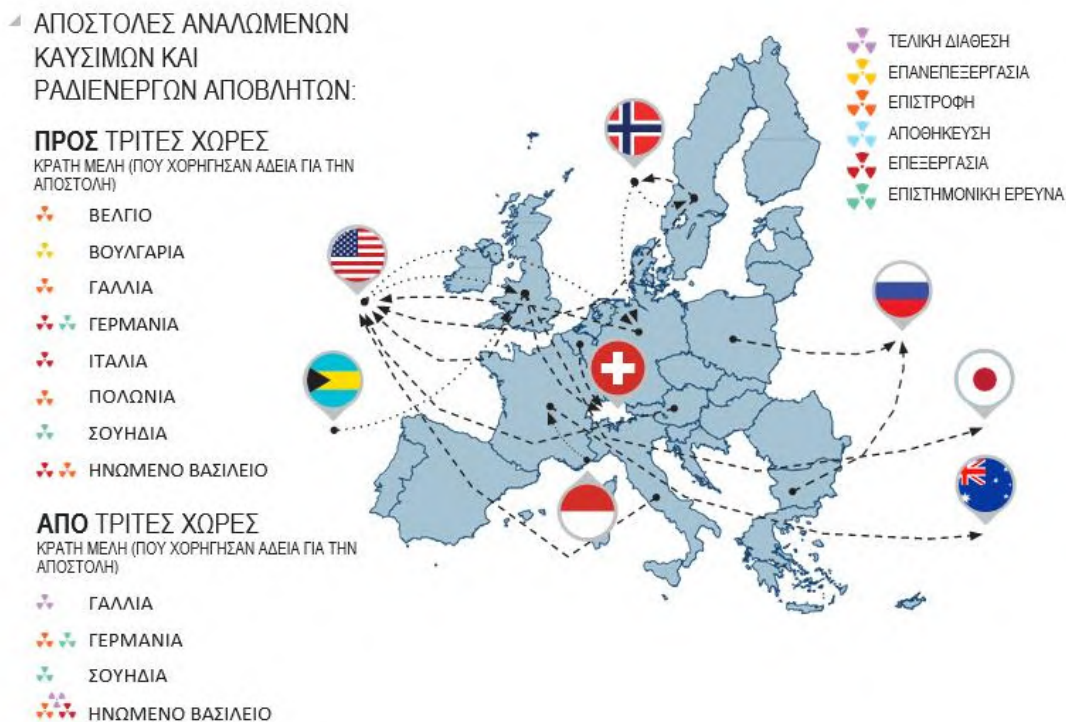 ΑΠΟΣΤΟΛΕΣ ΑΝΑΛΩΜΕΝΩΝ
ΚΑΥΣΙΜΩΝ ΚΑΙ
ΡΑΔΙΕΝΕΡΓΩΝ ΑΠΟΒΛΗΤΩΝ:
ΠΡΟΣ ΤΡΙΤΕΣ ΧΩΡΕΣ
ΚΡΑΤΗ ΜΕΛΗ (ΠΟΥ ΧΟΡΗΓΗΣΑΝ ΑΔΕΙΑ ΓΙΑ ΤΗΝ
ΑΠΟΣΤΟΛΗ)
ΒΕΛΓΙΟ
ΒΟΥΛΓΑΡΙΑ
ΓΑΛΛΙΑ
ΓΕΡΜΑΝΙΑ
ΙΤΑΛΙΑ
ΠΟΛΩΝΙΑ
ΣΟΥΗΔΙΑ
ΗΝΩΜΕΝΟ ΒΑΣΙΛΕΙΟ
ΑΠΟ ΤΡΙΤΕΣ ΧΩΡΕΣ
ΚΡΑΤΗ ΜΕΛΗ (ΠΟΥ ΧΟΡΗΓΗΣΑΝ ΑΔΕΙΑ ΓΙΑ ΤΗΝ
ΑΠΟΣΤΟΛΗ)
ΓΑΛΛΙΑ
ΓΕΡΜΑΝΙΑ
ΣΟΥΗΔΙΑ
ΗΝΩΜΕΝΟ ΒΑΣΙΛΕΙΟ
ΤΕΛΙΚΗ ΔΙΑΘΕΣΗ
ΕΠΑΝΕΠΕΞΕΡΓΑΣΙΑ
ΕΠΙΣΤΡΟΦΗ
ΑΠΟΘΗΚΕΥΣΗ
ΕΠΕΞΕΡΓΑΣΙΑ
ΕΠΙΣΤΗΜΟΝΙΚΗ ΕΡΕΥΝΑ